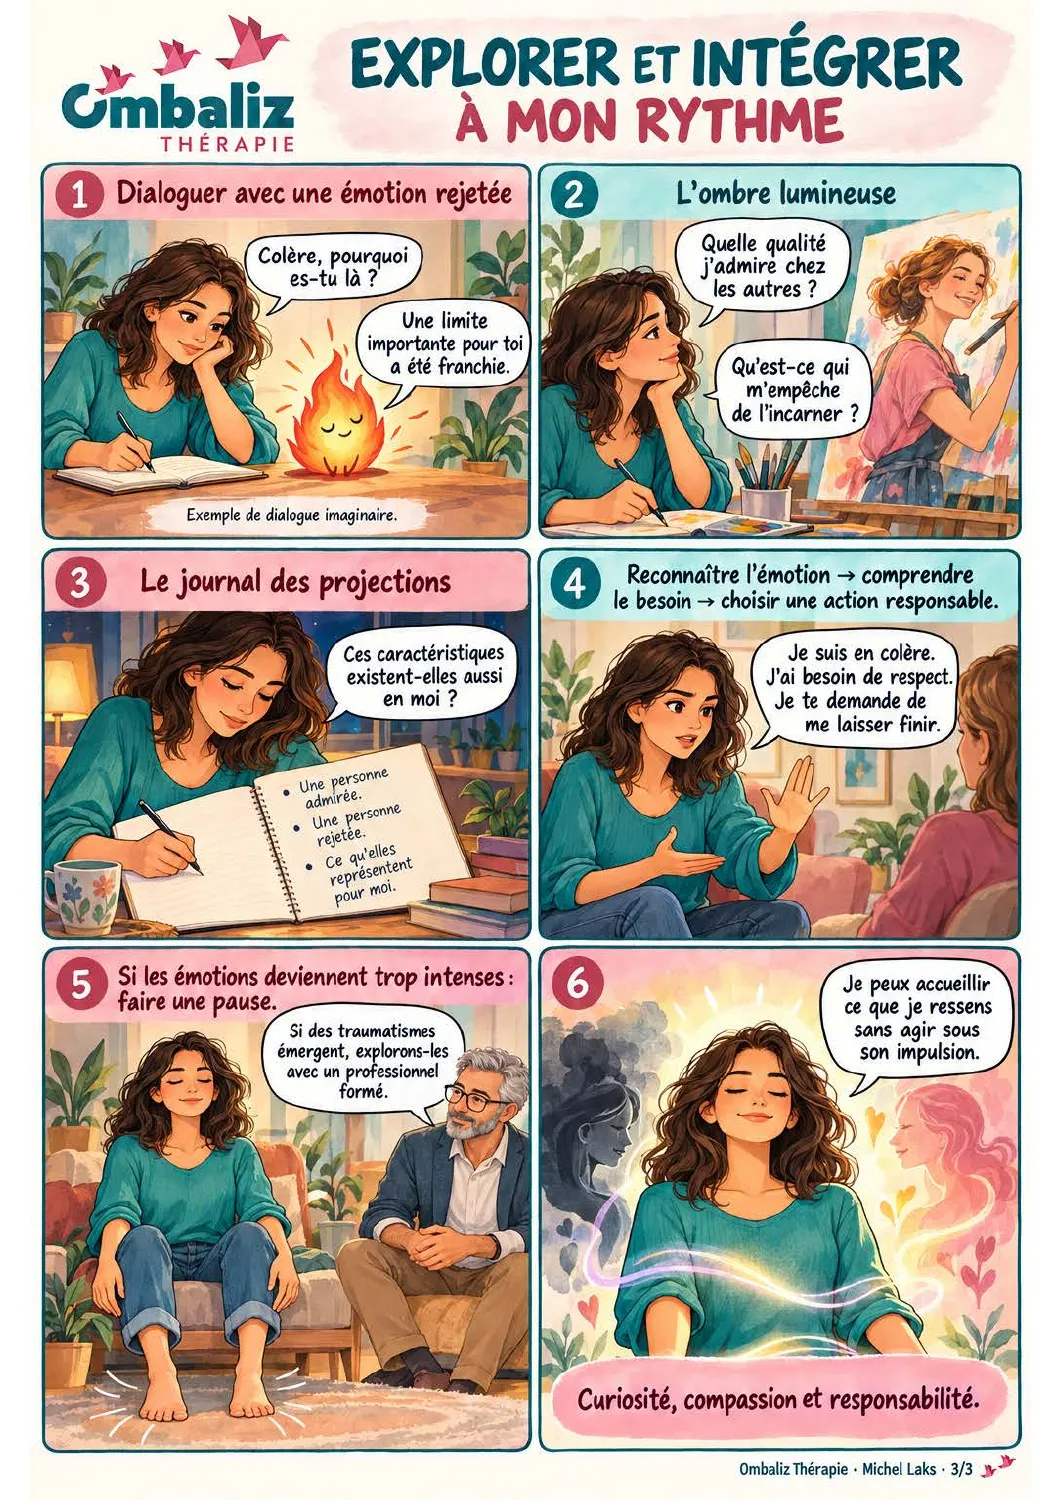 Ombaliz
THÉRAPIE
EXPLORER ET INTÉGRER
À MON RYTHME
1 Dialoguer avec une émotion rejetée
Colère, pourquoi
es-tu là ?
Une limite
importante pour toi
a été franchie.
Exemple de dialogue imaginaire.
2 L'ombre lumineuse
Quelle qualité
j'admire chez
les autres ?
Qu'est-ce qui
m'empêche
de l'incarner ?
3 Le journal des projections
Ces caractéristiques
existent-elles aussi
en moi ?
• Une personne
admirée.
• Une personne
rejetée.
• Ce qu'elles
représentent
pour moi.
4 Reconnaître l'émotion → comprendre
le besoin → choisir une action responsable.
Je suis en colère.
J'ai besoin de respect.
Je te demande de
me laisser finir.
5 Si les émotions deviennent trop intenses :
faire une pause.
Si des traumatismes
émergent, explorons-les
avec un professionnel
formé.
6
Je peux accueillir
ce que je ressens
sans agir sous
son impulsion.
Curiosité, compassion et responsabilité.
Ombaliz Thérapie · Michel Laks · 3/3